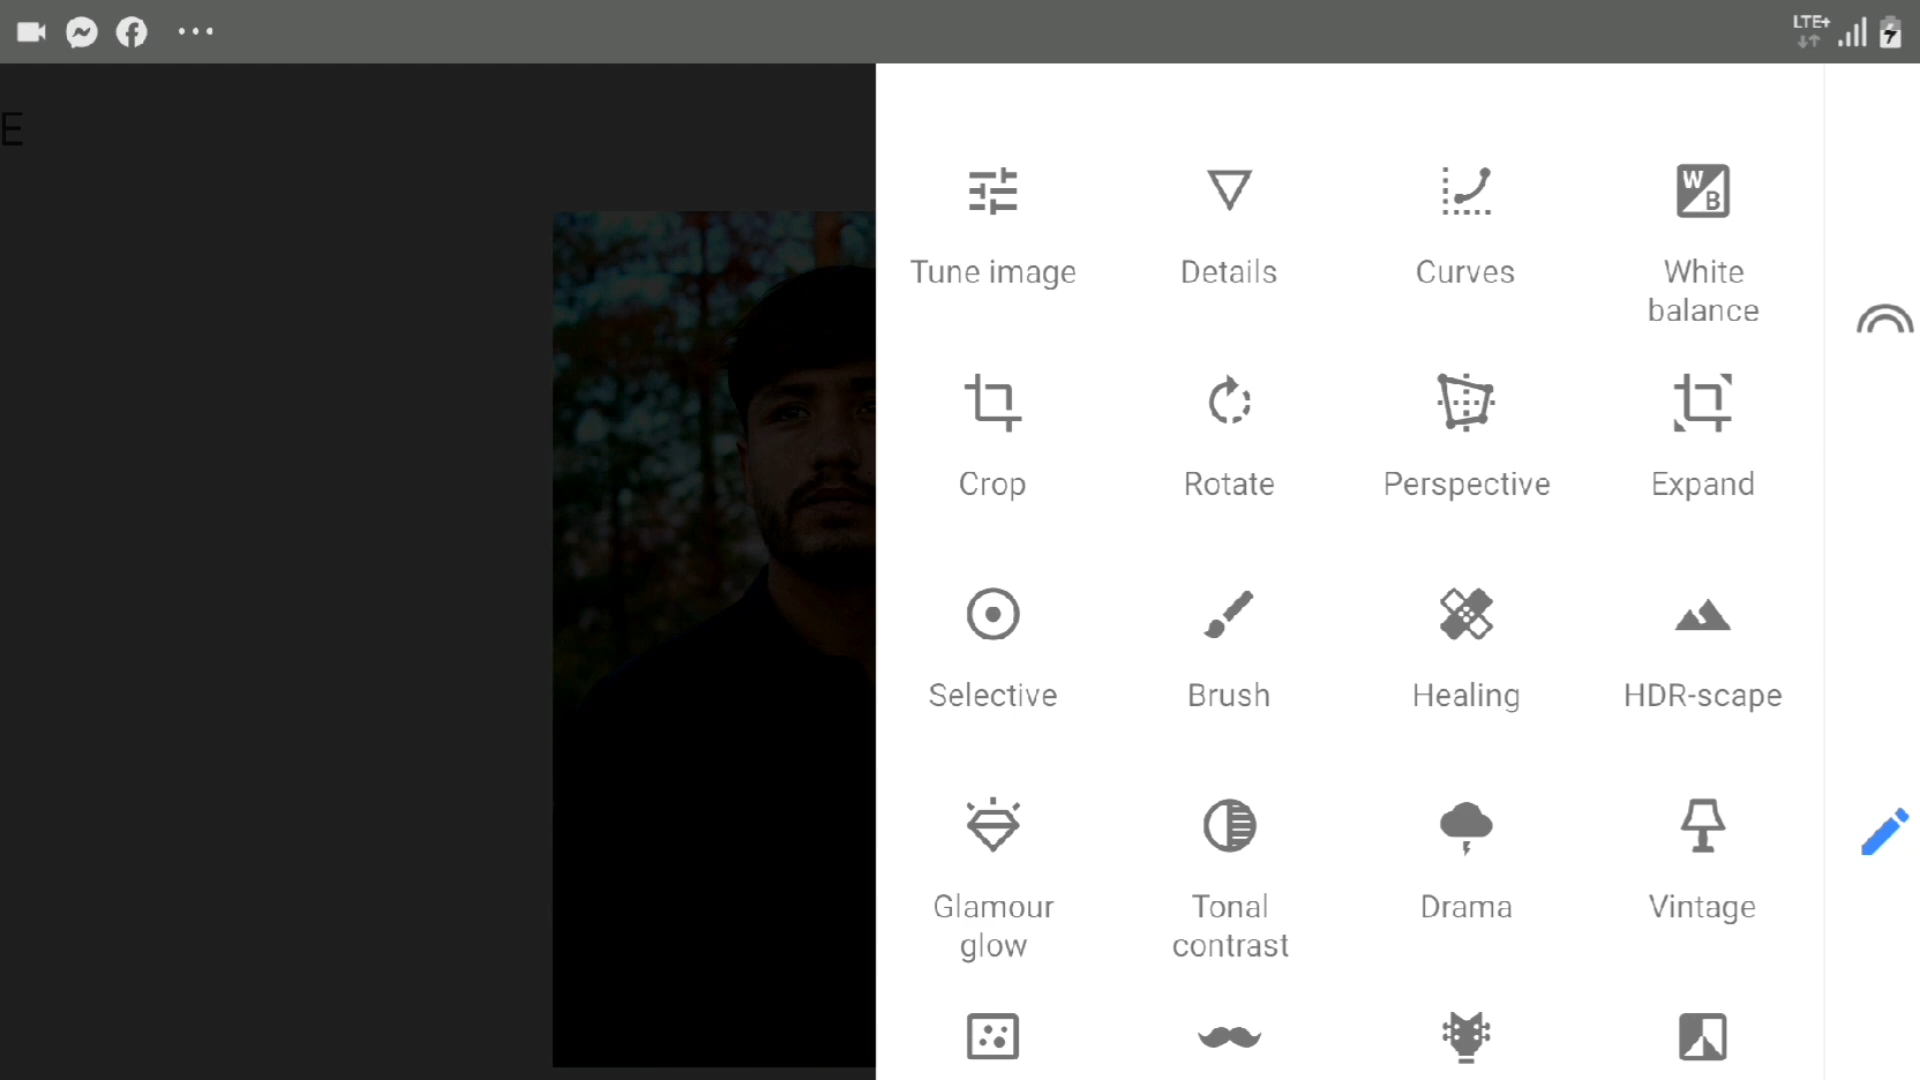 LTE+
E
Tune image
Details
Curves
White
balance
W
B
Crop
Rotate
Perspective
Expand
Selective
Brush
Healing
HDR-scape
Glamour
glow
Tonal
contrast
Drama
Vintage